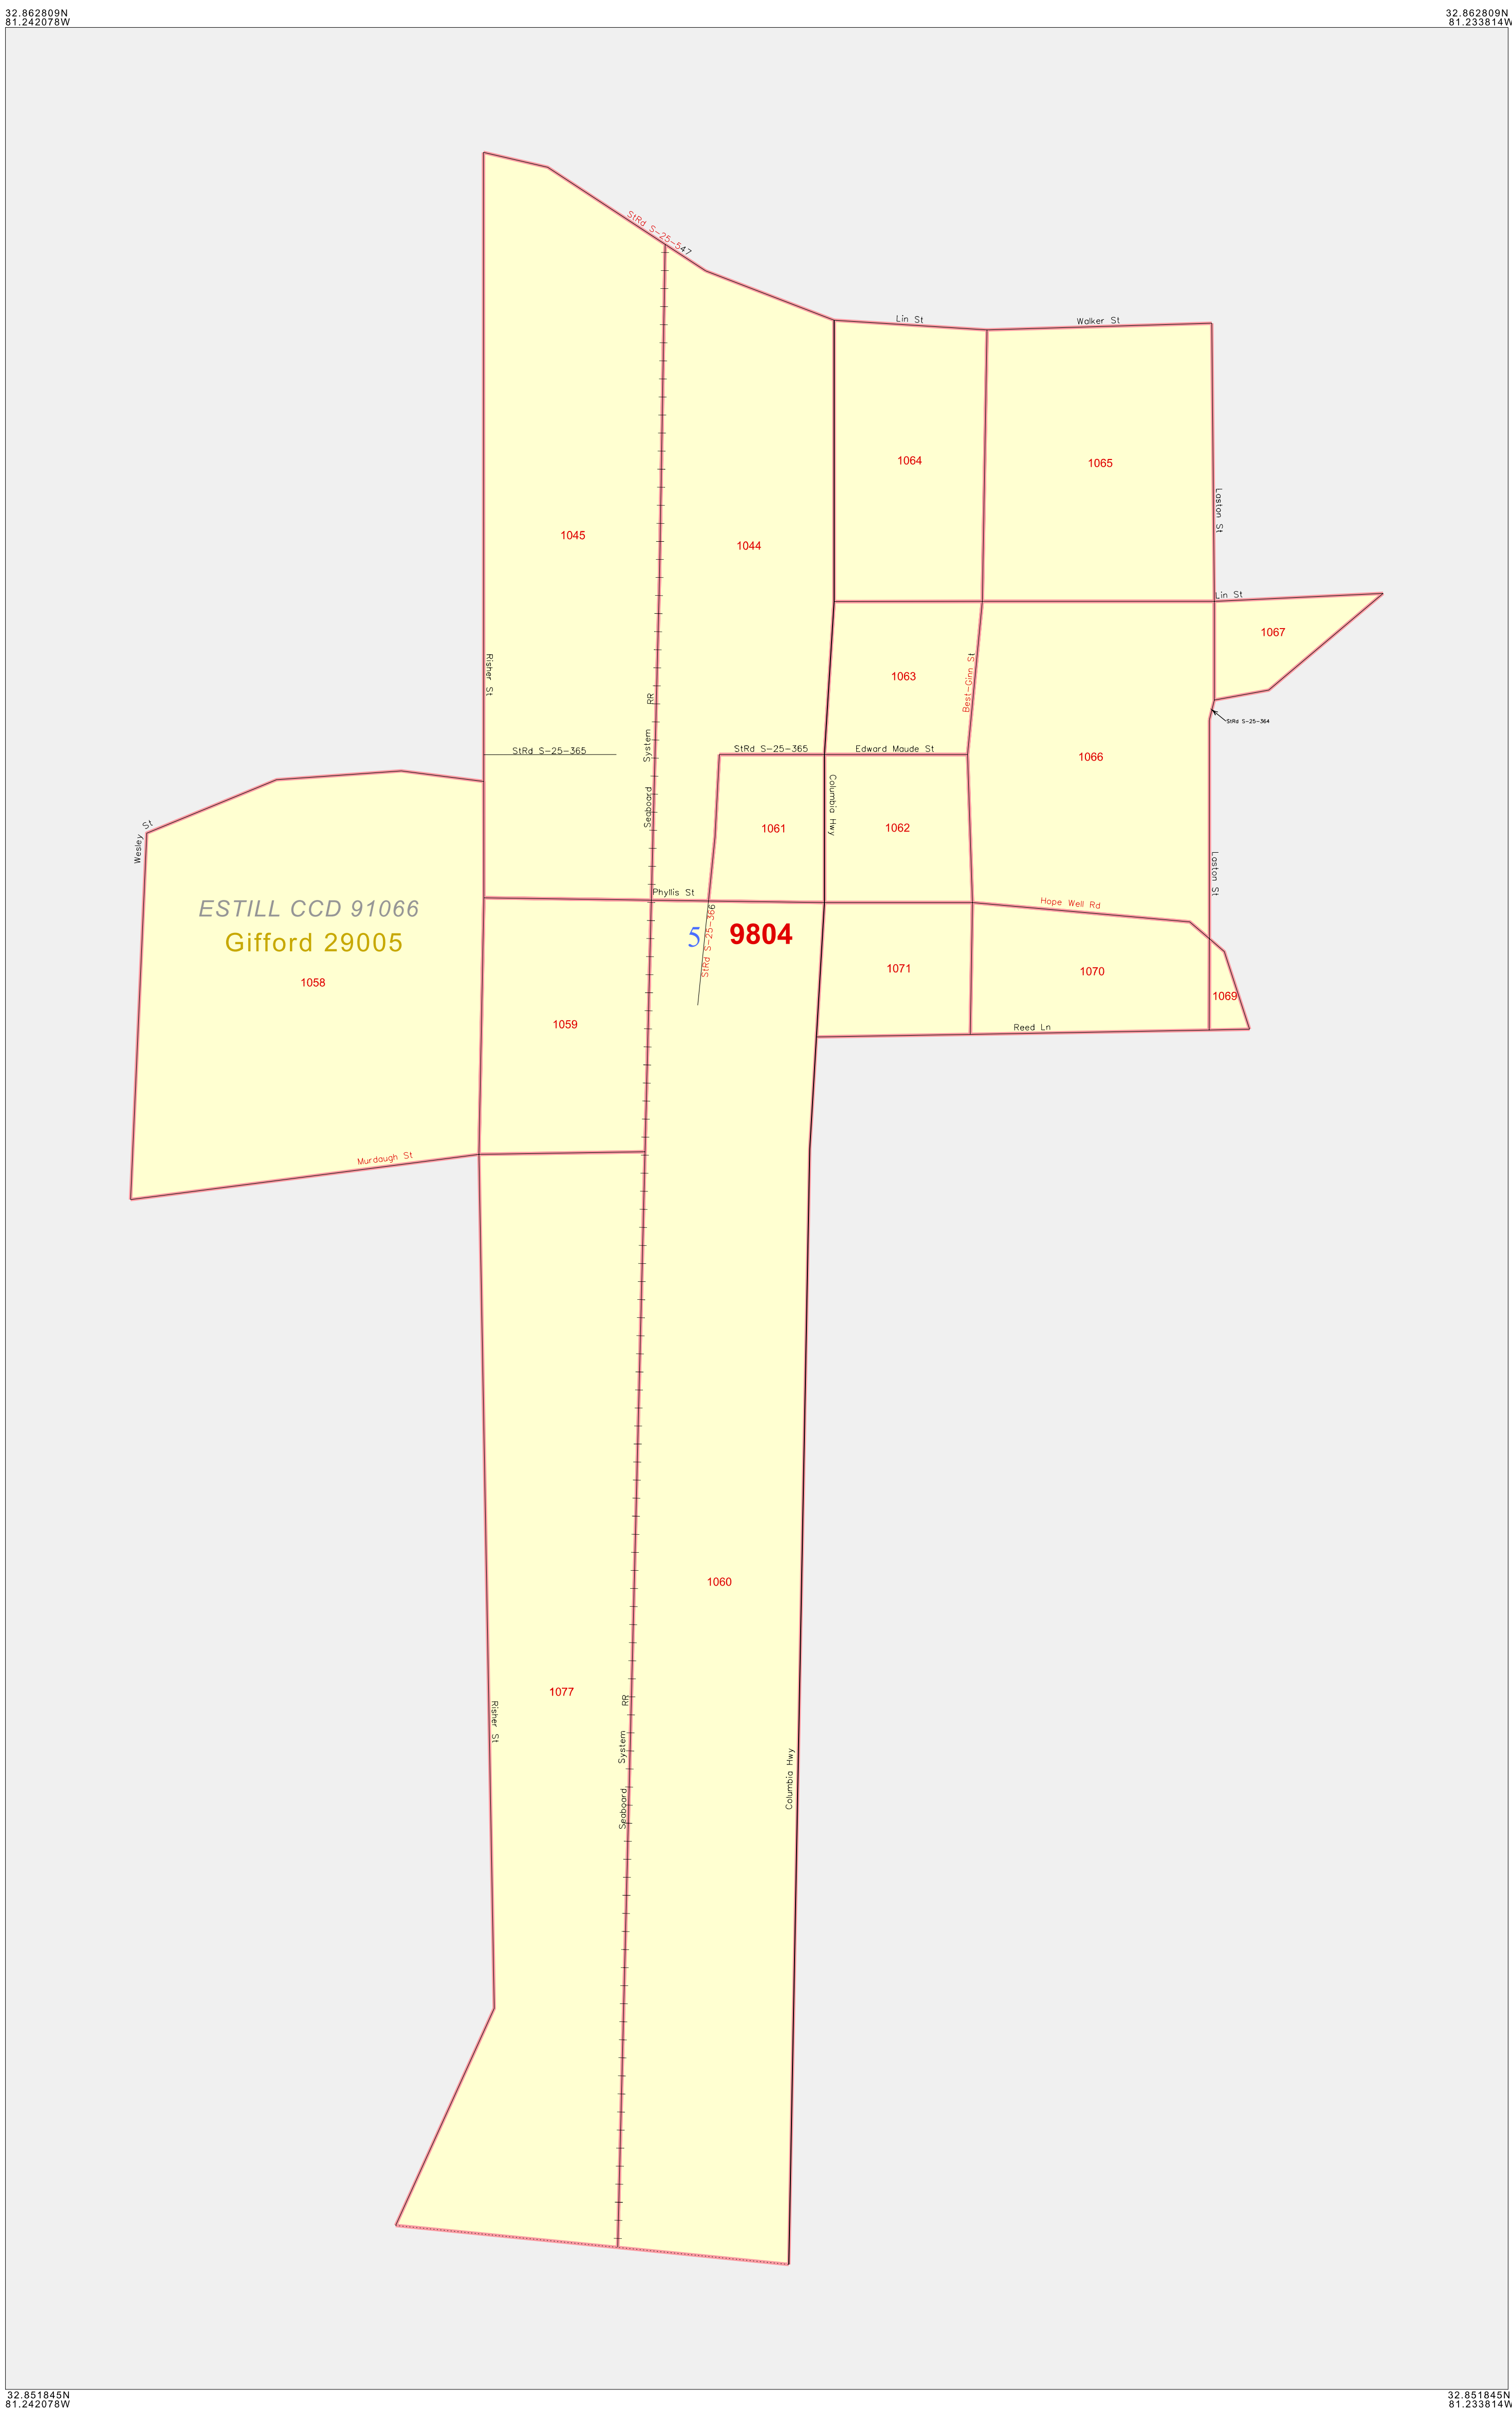 32.862809N
81.242078W
32.862809N
81.233814W
StRd S-25-547
Lin St
Walker St
1064
1065
Laston St
1045
1044
Lin St
1067
Risher St
1063
Best-Ginn St
StRd S-25-364
Seaboard System RR
StRd S-25-365
StRd S-25-365
Edward Maude St
1066
Columbia Hwy
1061
1062
Wesley St
Laston St
Phyllis St
Hope Well Rd
ESTILL CCD 91066
Gifford 29005
5
StRd S-25-366
9804
1058
1071
1070
1069
1059
Reed Ln
Murdaugh St
1060
1077
Risher St
Seaboard System RR
Columbia Hwy
32.851845N
81.242078W
32.851845N
81.233814W